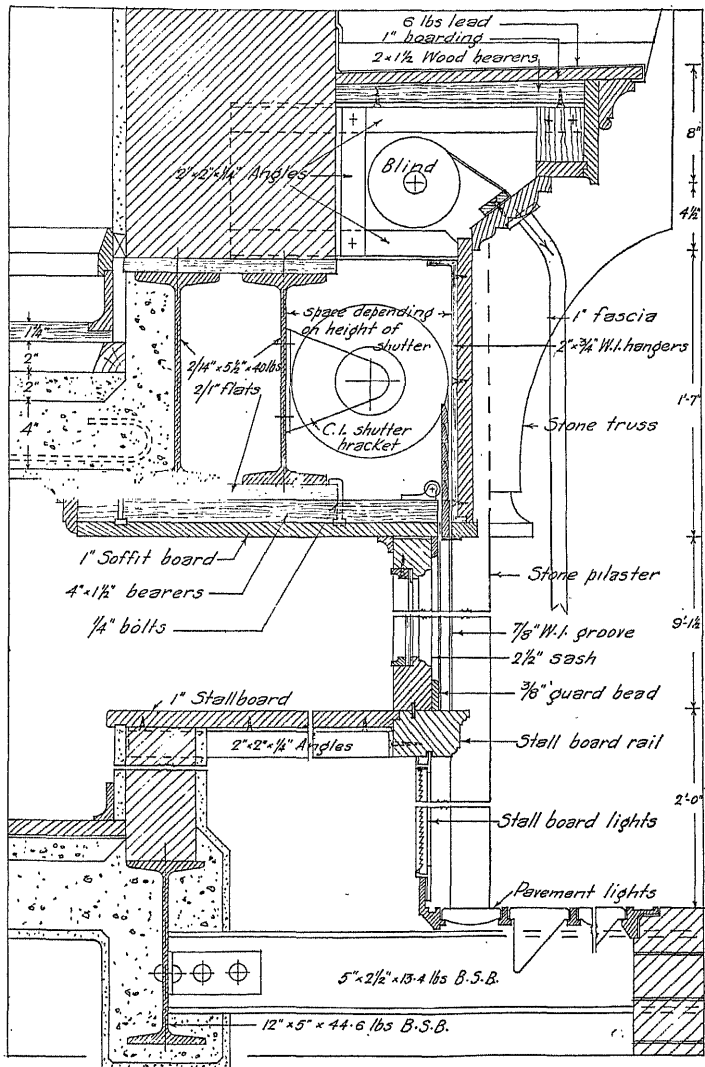 6 lbs lead
1" boarding
2 x 1½ Wood bearers
8"
Blind
2" x 2" x ¼" Angles
4½"
space depending
on height of
shutter
1" fascia
2" x ¾" W.I. hangers
1¼"
2"
2"
4"
2/14" x 5½" x 40 lbs
2/1" flats
C.I. shutter
bracket
1'-7"
Stone truss
1" Soffit board
4" x 1½" bearers
¼" bolts
Stone pilaster
7/8" W.I. groove
2½" sash
9'-1½"
3/8" guard bead
1" Stallboard
2" x 2" x ¼" Angles
Stall board rail
2'-0"
Stall board lights
Pavement lights
5" x 2½" x 13.4 lbs B.S.B.
12" x 5" x 44.6 lbs B.S.B.